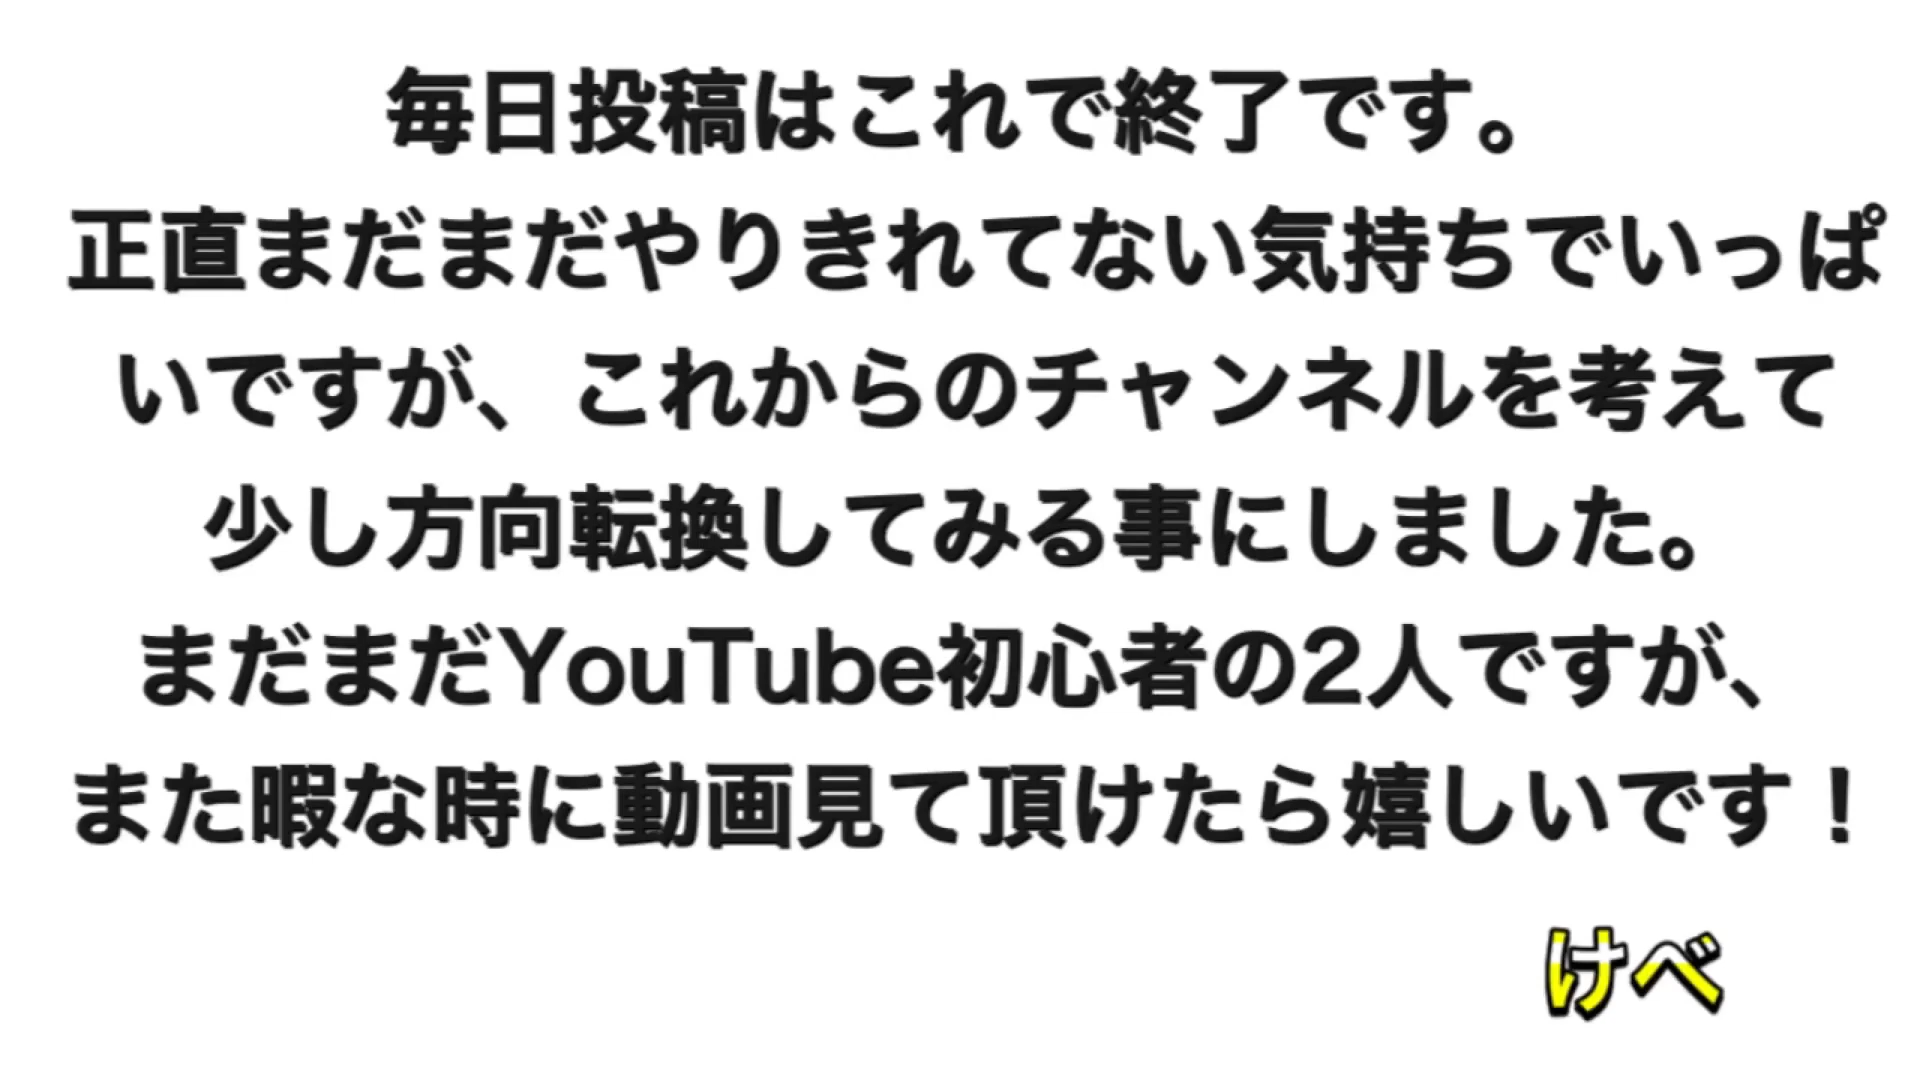 毎日投稿はこれで終了です。
正直まだまだやりきれてない気持ちでいっぱ
いですが、これからのチャンネルを考えて
少し方向転換してみる事にしました。
まだまだYouTube初心者の2人ですが、
また暇な時に動画見て頂けたら嬉しいです！
けべ